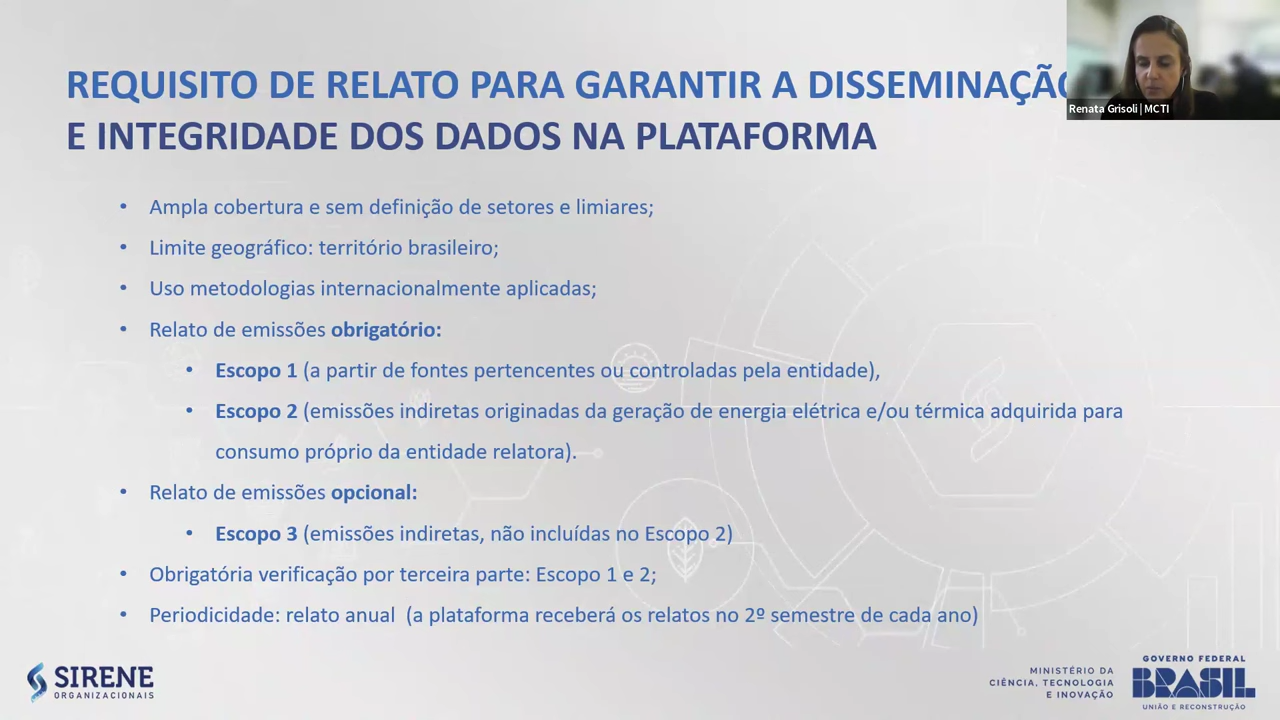 REQUISITO DE RELATO PARA GARANTIR A DISSEMINAÇÃO
E INTEGRIDADE DOS DADOS NA PLATAFORMA
Renata Grisoli | MCTI
• Ampla cobertura e sem definição de setores e limiares;
• Limite geográfico: território brasileiro;
• Uso metodologias internacionalmente aplicadas;
• Relato de emissões obrigatório:
• Escopo 1 (a partir de fontes pertencentes ou controladas pela entidade),
• Escopo 2 (emissões indiretas originadas da geração de energia elétrica e/ou térmica adquirida para
consumo próprio da entidade relatora).
• Relato de emissões opcional:
• Escopo 3 (emissões indiretas, não incluídas no Escopo 2)
• Obrigatória verificação por terceira parte: Escopo 1 e 2;
• Periodicidade: relato anual (a plataforma receberá os relatos no 2º semestre de cada ano)
SIRENE
ORGANIZACIONAIS
MINISTÉRIO DA
CIÊNCIA, TECNOLOGIA
E INOVAÇÃO
GOVERNO FEDERAL
BRASIL
UNIÃO E RECONSTRUÇÃO